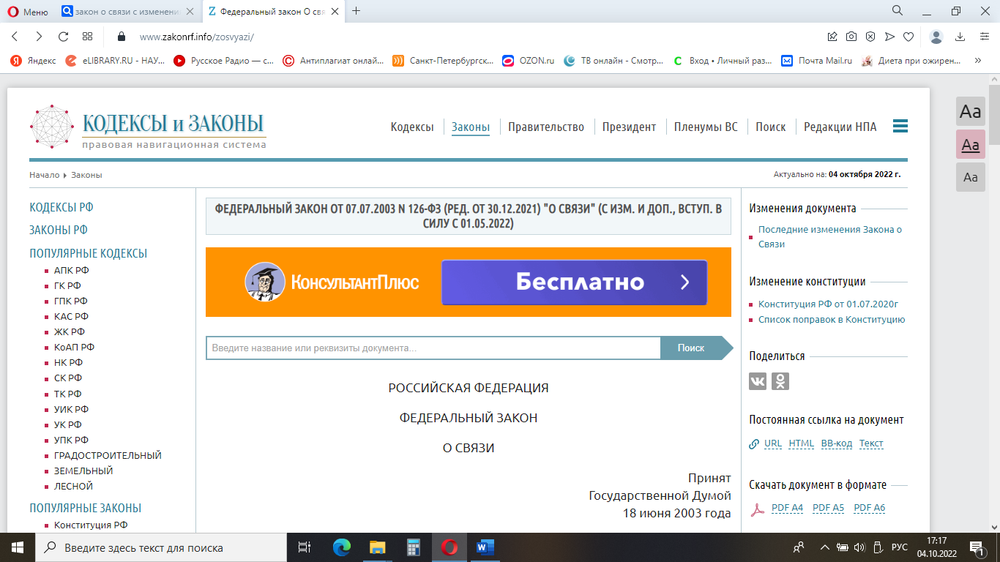 Меню
закон о связи с изменени
Федеральный закон О свя
www.zakonrf.info/zosvyazi/
Яндекс
eLIBRARY.RU - НАУ...
Русское Радио — с...
Антиплагиат онлай...
Санкт-Петербургск...
OZON.ru
ТВ онлайн - Смотр...
Вход • Личный раз...
Почта Mail.ru
Диета при ожирен...
КОДЕКСЫ и ЗАКОНЫ
правовая навигационная система
Кодексы
Законы
Правительство
Президент
Пленумы ВС
Поиск
Редакции НПА
Aa
Aa
Aa
Начало
Законы
Актуально на: 04 октября 2022 г.
КОДЕКСЫ РФ
ЗАКОНЫ РФ
ПОПУЛЯРНЫЕ КОДЕКСЫ
АПК РФ
ГК РФ
ГПК РФ
КАС РФ
ЖК РФ
КоАП РФ
НК РФ
СК РФ
ТК РФ
УИК РФ
УК РФ
УПК РФ
ГРАДОСТРОИТЕЛЬНЫЙ
ЗЕМЕЛЬНЫЙ
ЛЕСНОЙ
ПОПУЛЯРНЫЕ ЗАКОНЫ
Конституция РФ
ФЕДЕРАЛЬНЫЙ ЗАКОН ОТ 07.07.2003 N 126-ФЗ (РЕД. ОТ 30.12.2021) "О СВЯЗИ" (С ИЗМ. И ДОП., ВСТУП. В
СИЛУ С 01.05.2022)
КонсультантПлюс
Бесплатно
Введите название или реквизиты документа...
Поиск
РОССИЙСКАЯ ФЕДЕРАЦИЯ
ФЕДЕРАЛЬНЫЙ ЗАКОН
О СВЯЗИ
Принят
Государственной Думой
18 июня 2003 года
Изменения документа
Последние изменения Закона о
Связи
Изменение конституции
Конституция РФ от 01.07.2020г
Список поправок в Конституцию
Поделиться
Постоянная ссылка на документ
URL HTML BB-код Текст
Скачать документ в формате
PDF A4 PDF A5 PDF A6
Введите здесь текст для поиска
РУС
17:17
04.10.2022
1